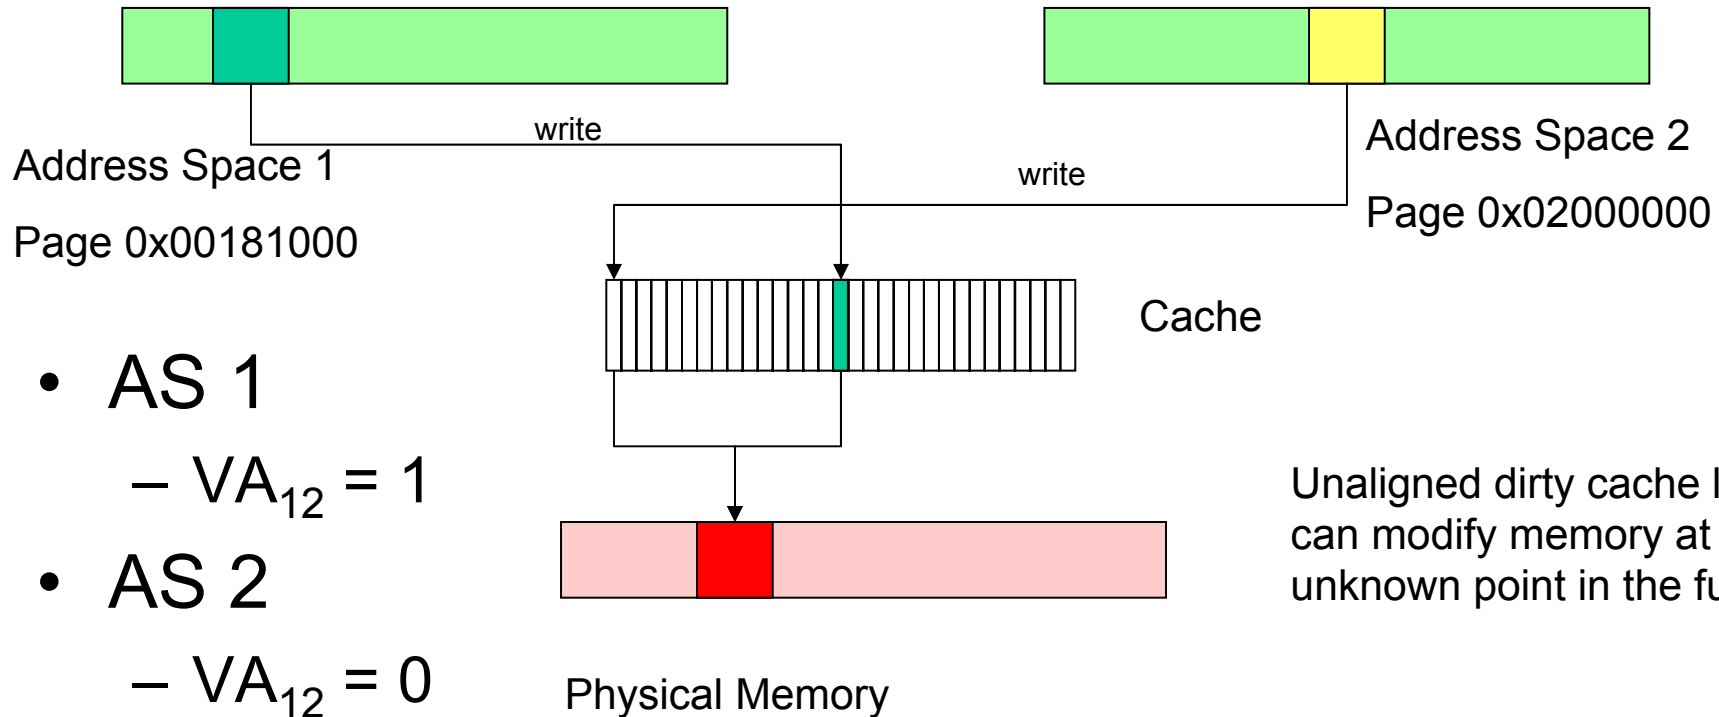 write
Address Space 1
Page 0x00181000
write
Address Space 2
Page 0x02000000
Cache
• AS 1
– VA₁₂ = 1
• AS 2
– VA₁₂ = 0
Unaligned dirty cache
can modify memory at
unknown point in the
Physical Memory